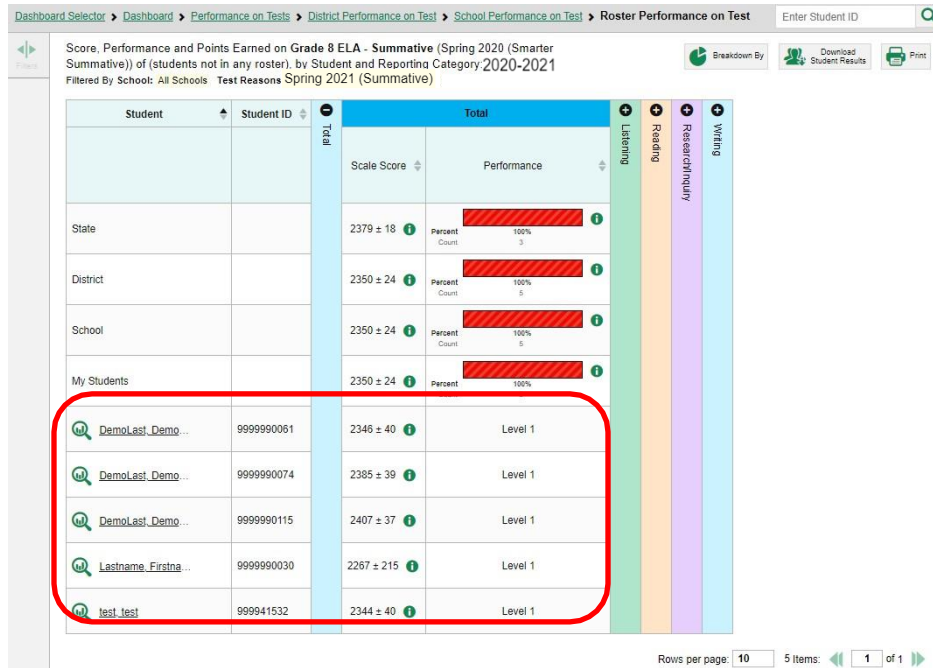 Dashboard Selector > Dashboard > Performance on Tests > District Performance on Test > School Performance on Test > Roster Performance on Test
Enter Student ID
Filters
Score, Performance and Points Earned on Grade 8 ELA - Summative (Spring 2020 (Smarter
Summative)) of (students not in any roster), by Student and Reporting Category: 2020-2021
Filtered By School: All Schools Test Reasons Spring 2021 (Summative)
Breakdown By
Download
Student Results
Print
Student
Student ID
Total
Total
Listening
Reading
Research/Inquiry
Writing
Scale Score
Performance
State
2379 ± 18
Percent 100%
Count 3
District
2350 ± 24
Percent 100%
Count 5
School
2350 ± 24
Percent 100%
Count 5
My Students
2350 ± 24
Percent 100%
DemoLast, Demo... 9999990061 2346 ± 40 Level 1
DemoLast, Demo... 9999990074 2385 ± 39 Level 1
DemoLast, Demo... 9999990115 2407 ± 37 Level 1
Lastname, Firstna... 9999990030 2267 ± 215 Level 1
test, test 999941532 2344 ± 40 Level 1
Rows per page: 10 5 Items: 1 of 1